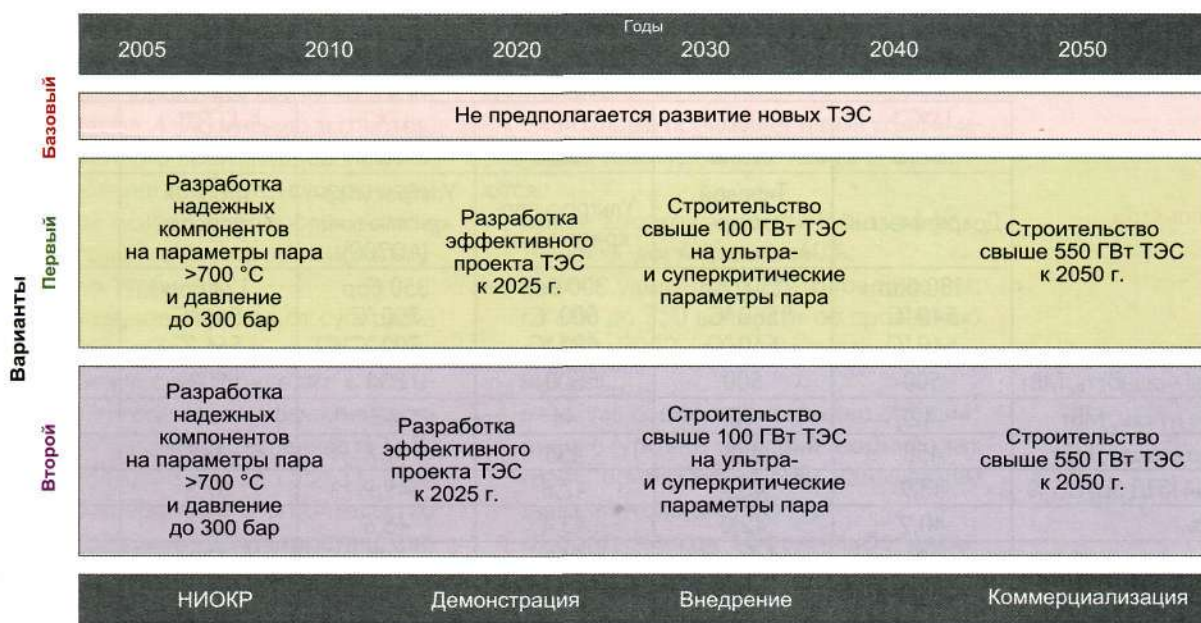 Годы
2005 2010 2020 2030 2040 2050
Варианты
Базовый
Не предполагается развитие новых ТЭС
Первый
Разработка
надежных
компонентов
на параметры пара
>700 °С
и давление
до 300 бар
Разработка
эффективного
проекта ТЭС
к 2025 г.
Строительство
свыше 100 ГВт ТЭС
на ультра-
и суперкритические
параметры пара
Строительство
свыше 550 ГВт ТЭС
к 2050 г.
Второй
Разработка
надежных
компонентов
на параметры пара
>700 °С
и давление
до 300 бар
Разработка
эффективного
проекта ТЭС
к 2025 г.
Строительство
свыше 100 ГВт ТЭС
на ультра-
и суперкритические
параметры пара
Строительство
свыше 550 ГВт ТЭС
к 2050 г.
НИОКР Демонстрация Внедрение Коммерциализация